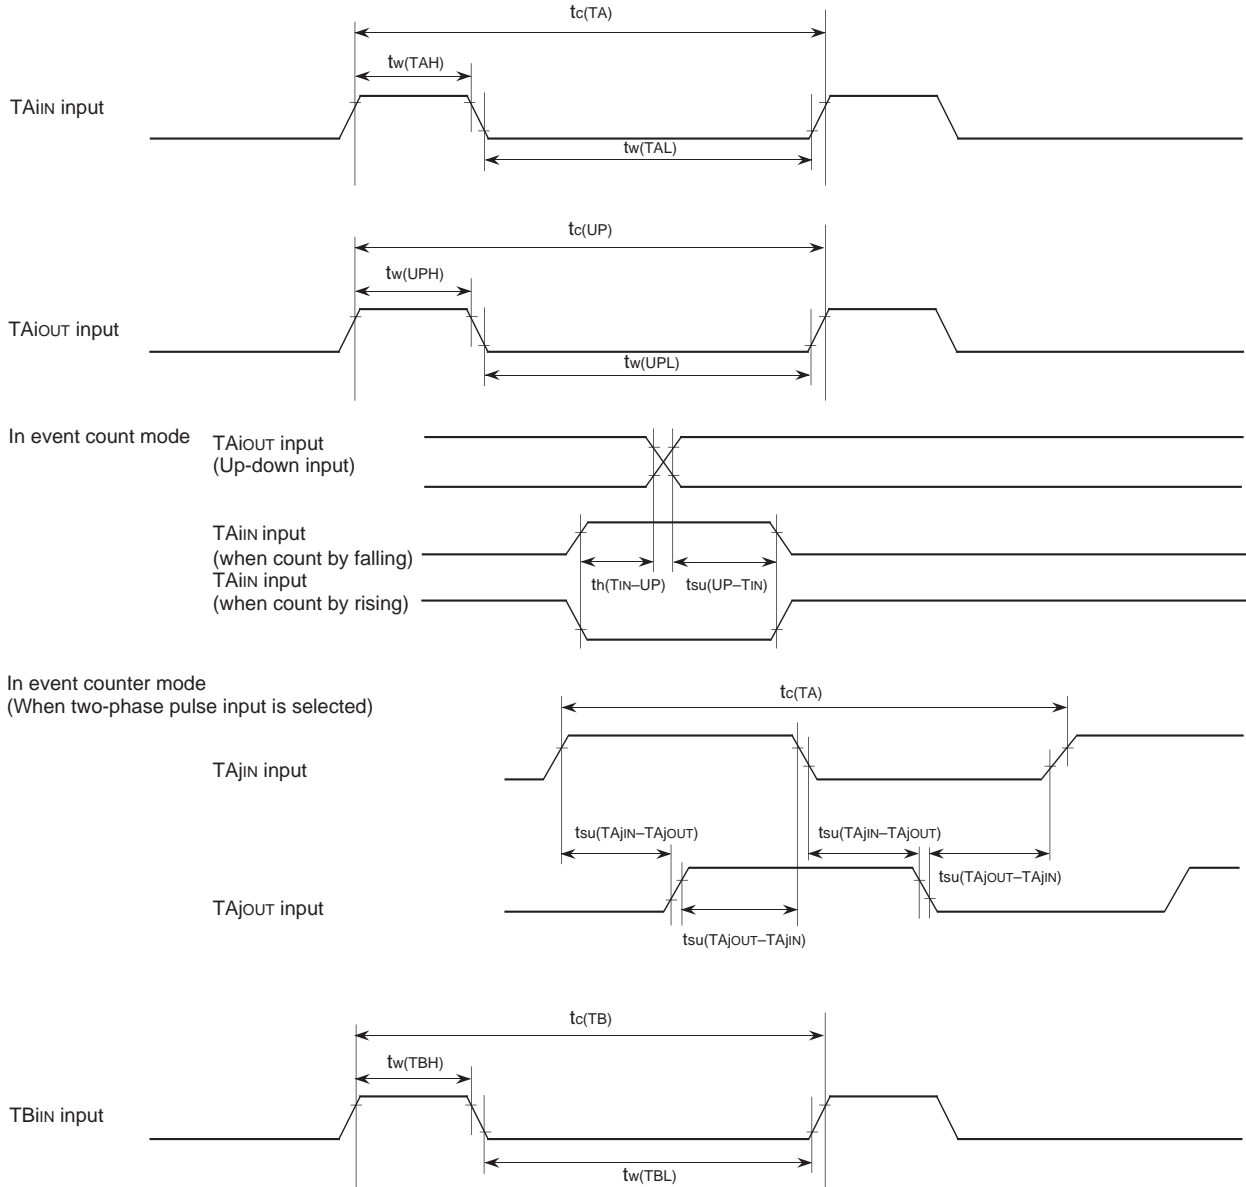 tc(TA)
tw(TAH)
TAiIN input
tw(TAL)
tc(UP)
tw(UPH)
TAiOUT input
tw(UPL)
In event count mode
TAiOUT input
(Up-down input)
TAiIN input
(when count by falling)
th(TIN–UP)
tsu(UP–TIN)
TAiIN input
(when count by rising)
In event counter mode
(When two-phase pulse input is selected)
tc(TA)
TAjIN input
tsu(TAjIN–TAjOUT)
tsu(TAjIN–TAjOUT)
tsu(TAjOUT–TAjIN)
TAjOUT input
tsu(TAjOUT–TAjIN)
tc(TB)
tw(TBH)
TBiIN input
tw(TBL)